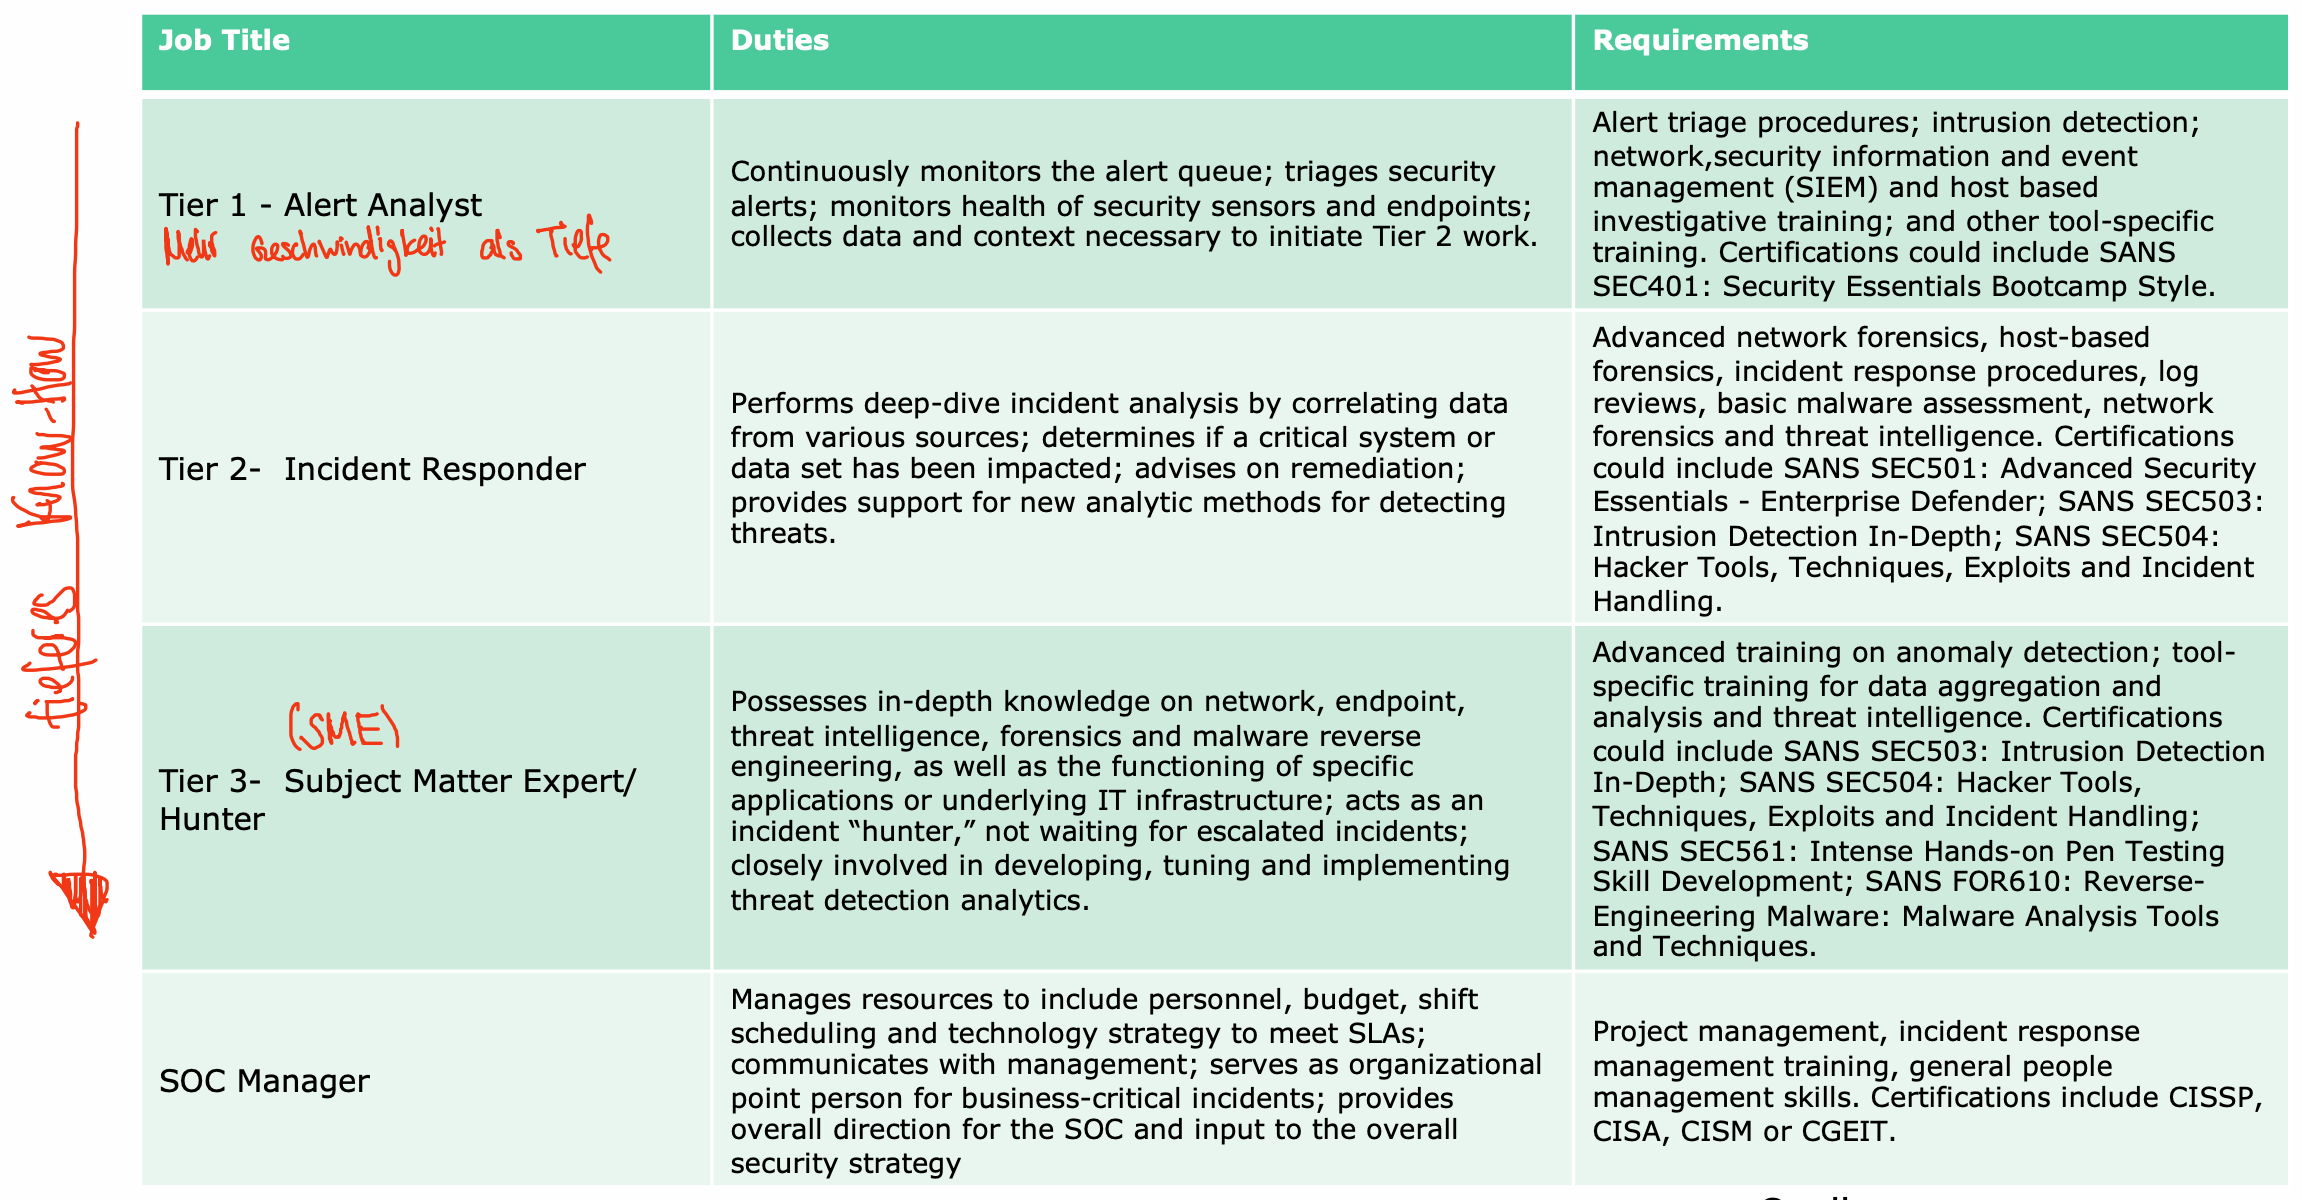 Job Title
Duties
Requirements
Tier 1 - Alert Analyst
Mehr Geschwindigkeit als Tiefe
Continuously monitors the alert queue; triages security
alerts; monitors health of security sensors and endpoints;
collects data and context necessary to initiate Tier 2 work.
Alert triage procedures; intrusion detection;
network,security information and event
management (SIEM) and host based
investigative training; and other tool-specific
training. Certifications could include SANS
SEC401: Security Essentials Bootcamp Style.
tieferes Know-How
Tier 2- Incident Responder
Performs deep-dive incident analysis by correlating data
from various sources; determines if a critical system or
data set has been impacted; advises on remediation;
provides support for new analytic methods for detecting
threats.
Advanced network forensics, host-based
forensics, incident response procedures, log
reviews, basic malware assessment, network
forensics and threat intelligence. Certifications
could include SANS SEC501: Advanced Security
Essentials - Enterprise Defender; SANS SEC503:
Intrusion Detection In-Depth; SANS SEC504:
Hacker Tools, Techniques, Exploits and Incident
Handling.
(SME)
Tier 3- Subject Matter Expert/
Hunter
Possesses in-depth knowledge on network, endpoint,
threat intelligence, forensics and malware reverse
engineering, as well as the functioning of specific
applications or underlying IT infrastructure; acts as an
incident “hunter,” not waiting for escalated incidents;
closely involved in developing, tuning and implementing
threat detection analytics.
Advanced training on anomaly detection; tool-
specific training for data aggregation and
analysis and threat intelligence. Certifications
could include SANS SEC503: Intrusion Detection
In-Depth; SANS SEC504: Hacker Tools,
Techniques, Exploits and Incident Handling;
SANS SEC561: Intense Hands-on Pen Testing
Skill Development; SANS FOR610: Reverse-
Engineering Malware: Malware Analysis Tools
and Techniques.
SOC Manager
Manages resources to include personnel, budget, shift
scheduling and technology strategy to meet SLAs;
communicates with management; serves as organizational
point person for business-critical incidents; provides
overall direction for the SOC and input to the overall
security strategy
Project management, incident response
management training, general people
management skills. Certifications include CISSP,
CISA, CISM or CGEIT.